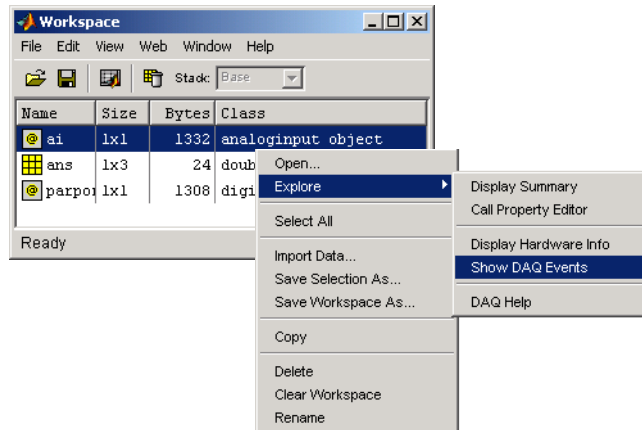 Workspace
File Edit View Web Window Help
Stack: Base
Name Size Bytes Class
ai 1x1 1332 analoginput object
ans 1x3 24 doub
parpo 1x1 1308 digi
Ready
Open...
Explore
Select All
Import Data...
Save Selection As...
Save Workspace As...
Copy
Delete
Clear Workspace
Rename
Display Summary
Call Property Editor
Display Hardware Info
Show DAQ Events
DAQ Help